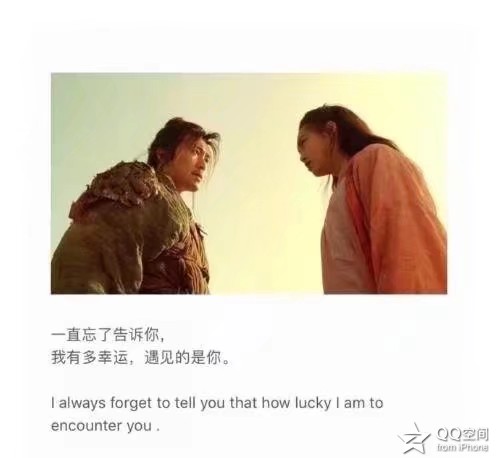 一直忘了告诉你，
我有多幸运，遇见的是你。
I always forget to tell you that how lucky I am to
encounter you .
QQ空间
from iPhone